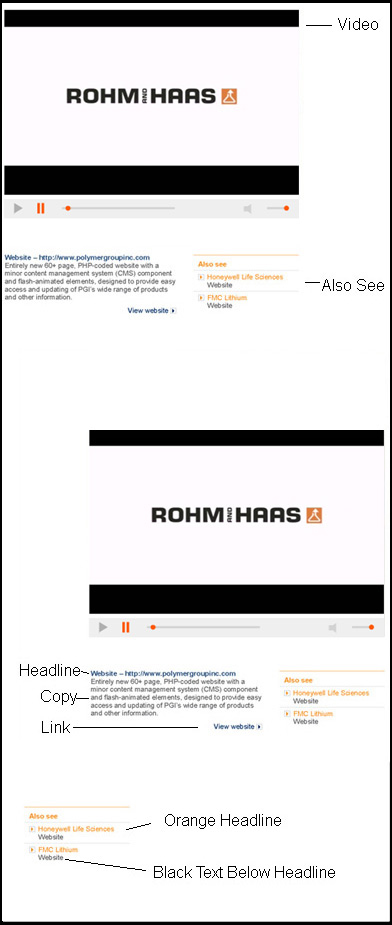 Video
ROHM AND HAAS
Website – http://www.polymergroupinc.com
Entirely new 60+ page, PHP-coded website with a
minor content management system (CMS) component
and flash-animated elements, designed to provide easy
access and updating of PGI's wide range of products
and other information.
View website
Also see
Honeywell Life Sciences
Website
FMC Lithium
Website
Also See
ROHM AND HAAS
Headline
Copy
Link
Website – http://www.polymergroupinc.com
Entirely new 60+ page, PHP-coded website with a
minor content management system (CMS) component
and flash-animated elements, designed to provide easy
access and updating of PGI's wide range of products
and other information.
View website
Also see
Honeywell Life Sciences
Website
FMC Lithium
Website
Also see
Honeywell Life Sciences
Website
FMC Lithium
Website
Orange Headline
Black Text Below Headline